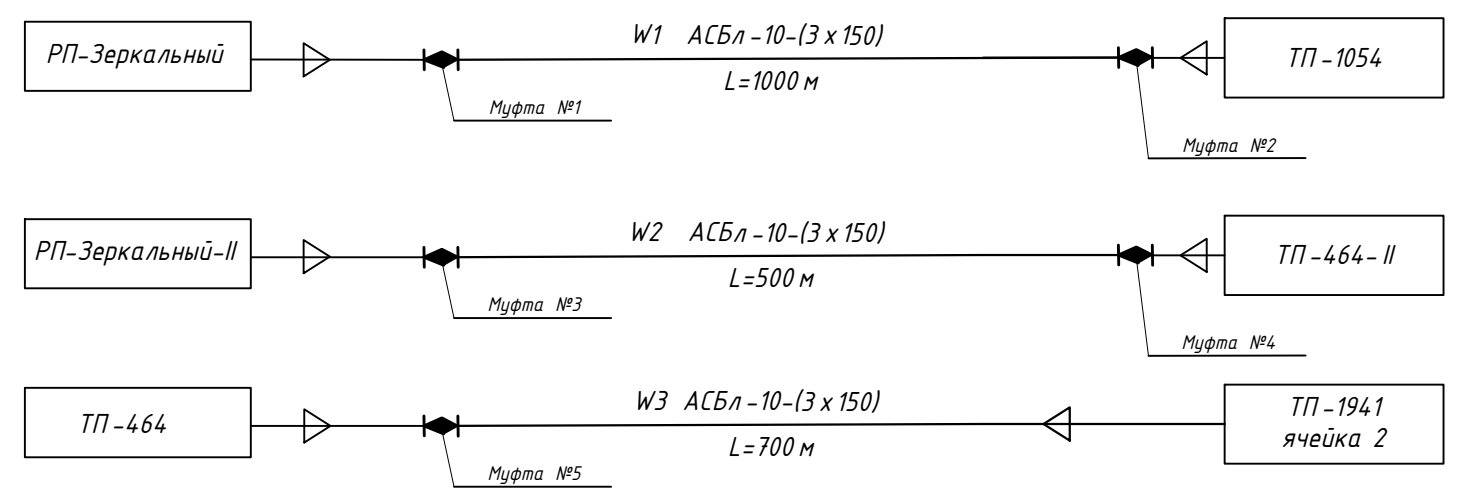 РП-Зеркальный
W1 АСБл-10-(3 x 150)
L=1000 м
ТП-1054
Муфта №1
Муфта №2
РП-Зеркальный-II
W2 АСБл-10-(3 x 150)
L=500 м
ТП-464-II
Муфта №3
Муфта №4
ТП-464
W3 АСБл-10-(3 x 150)
L=700 м
ТП-1941
ячейка 2
Муфта №5